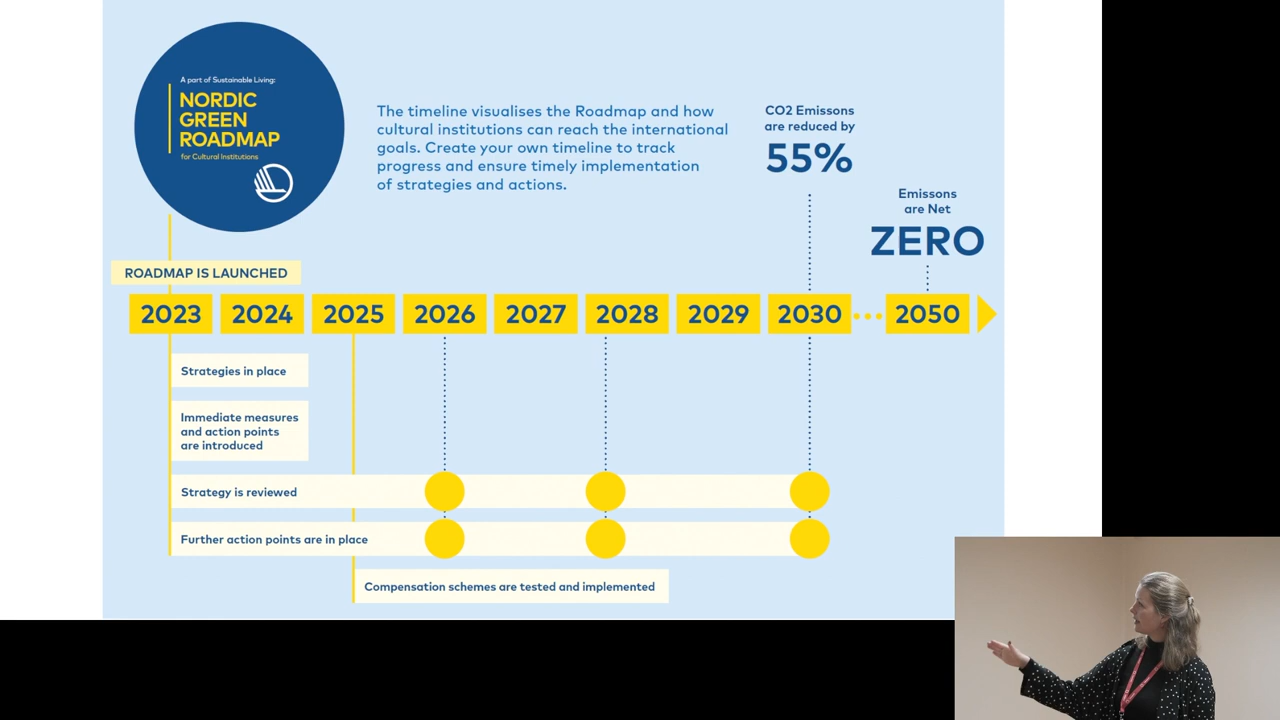 A part of Sustainable Living:
NORDIC
GREEN
ROADMAP
for Cultural Institutions
The timeline visualises the Roadmap and how
cultural institutions can reach the international
goals. Create your own timeline to track
progress and ensure timely implementation
of strategies and actions.
CO2 Emissons
are reduced by
55%
Emissons
are Net
ZERO
ROADMAP IS LAUNCHED
2023 2024 2025 2026 2027 2028 2029 2030 2050
Strategies in place
Immediate measures
and action points
are introduced
Strategy is reviewed
Further action points are in place
Compensation schemes are tested and implemented